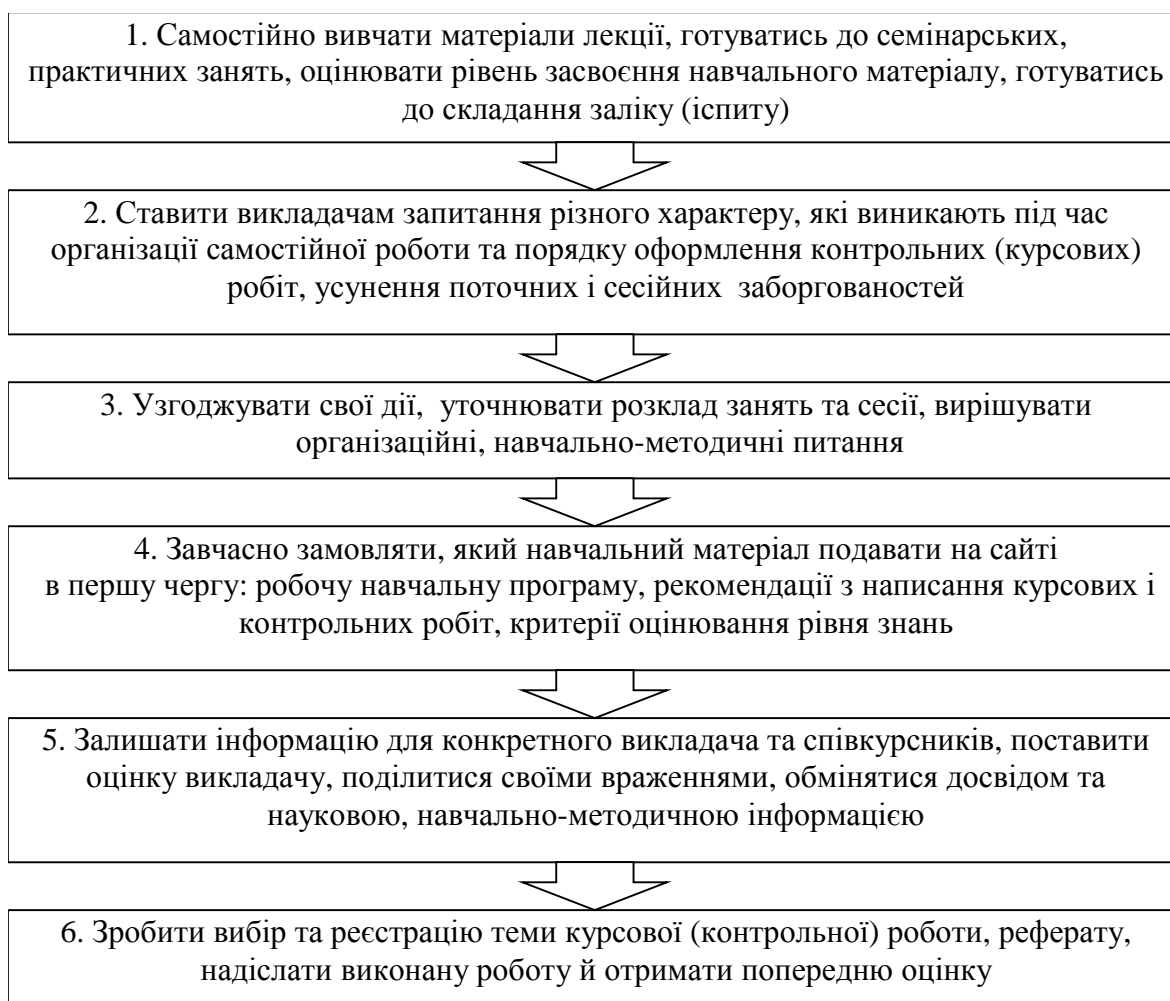 1. Самостійно вивчати матеріали лекції, готуватись до семінарських,
практичних занять, оцінювати рівень засвоєння навчального матеріалу, готуватись
до складання заліку (іспиту)
2. Ставити викладачам запитання різного характеру, які виникають під час
організації самостійної роботи та порядку оформлення контрольних (курсових)
робіт, усунення поточних і сесійних заборгованостей
3. Узгоджувати свої дії, уточнювати розклад занять та сесії, вирішувати
організаційні, навчально-методичні питання
4. Завчасно замовляти, який навчальний матеріал подавати на сайті
в першу чергу: робочу навчальну програму, рекомендації з написання курсових і
контрольних робіт, критерії оцінювання рівня знань
5. Залишати інформацію для конкретного викладача та співкурсників, поставити
оцінку викладачу, поділитися своїми враженнями, обмінятися досвідом та
науковою, навчально-методичною інформацією
6. Зробити вибір та реєстрацію теми курсової (контрольної) роботи, реферату,
надіслати виконану роботу й отримати попередню оцінку